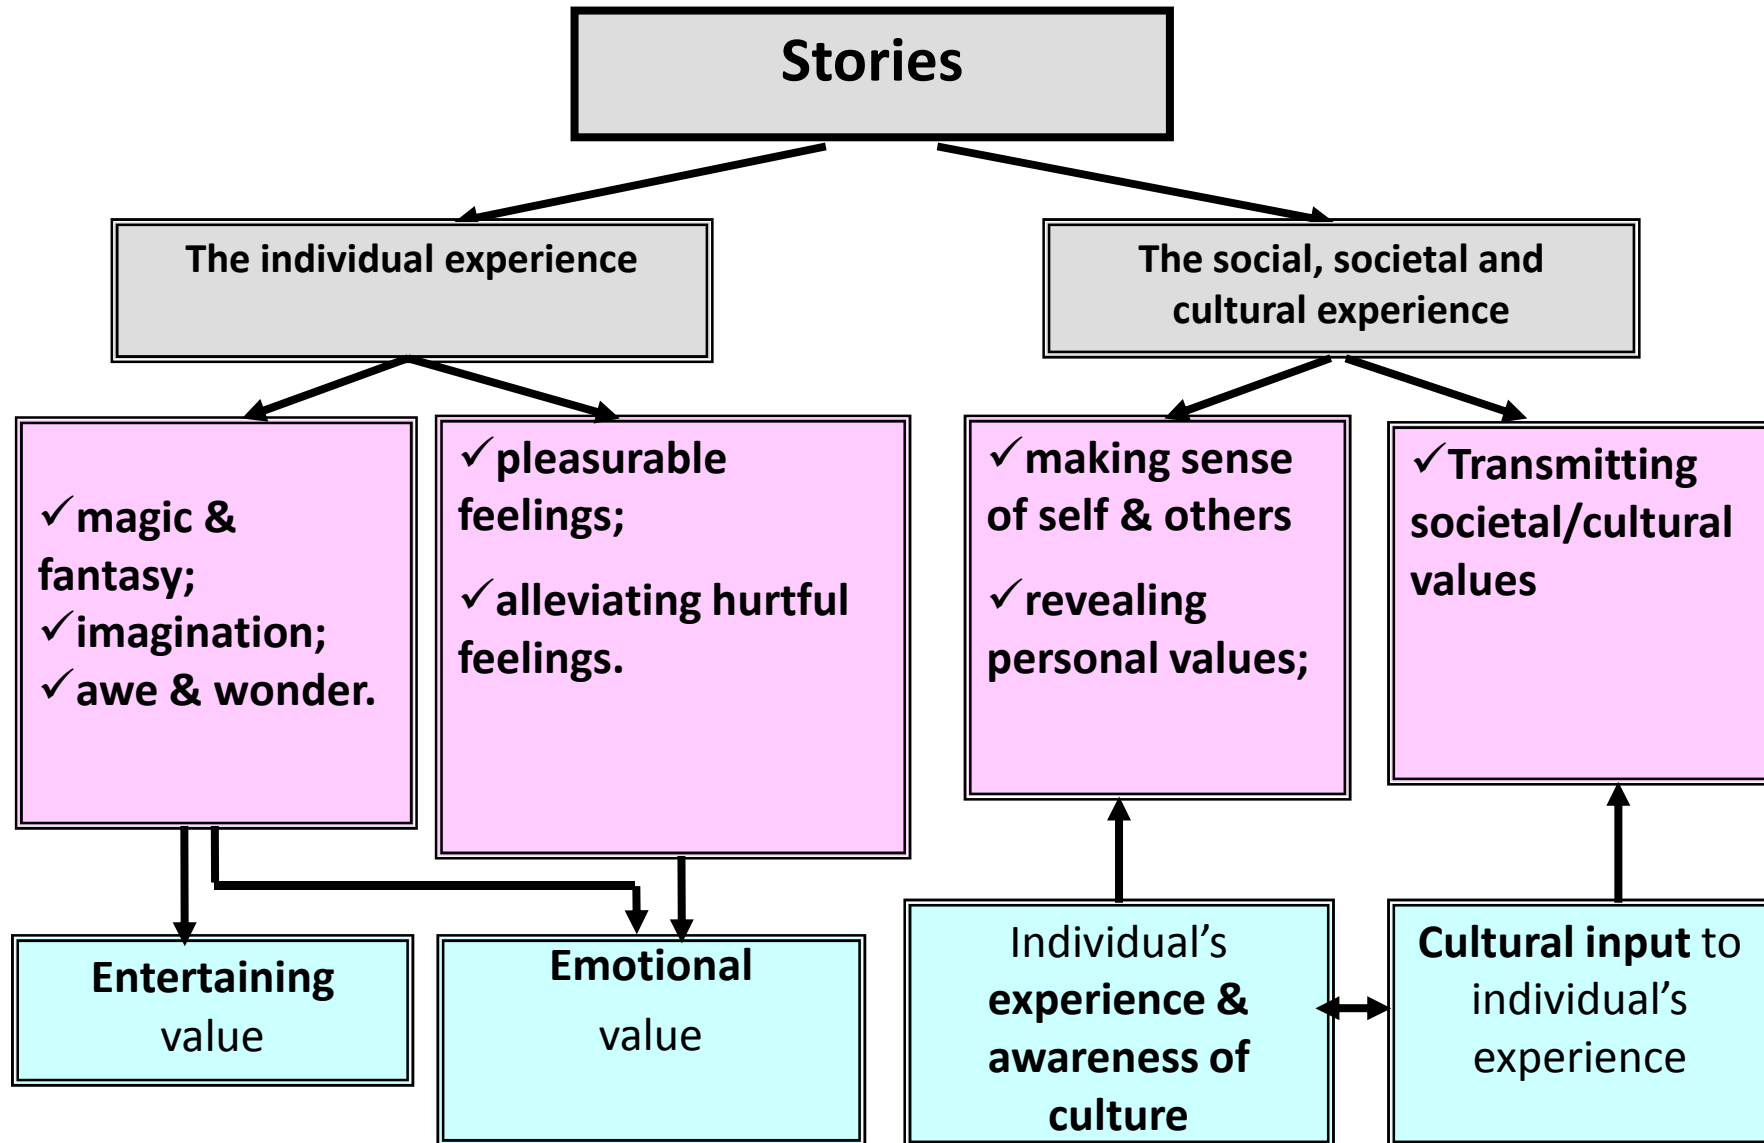 Stories
The individual experience
The social, societal and
cultural experience
✓magic &
fantasy;
✓imagination;
✓awe & wonder.
✓pleasurable
feelings;
✓alleviating hurtful
feelings.
✓making sense
of self & others
✓revealing
personal values;
✓Transmitting
societal/cultural
values
Entertaining
value
Emotional
value
Individual’s
experience &
awareness of
culture
Cultural input to
individual’s
experience